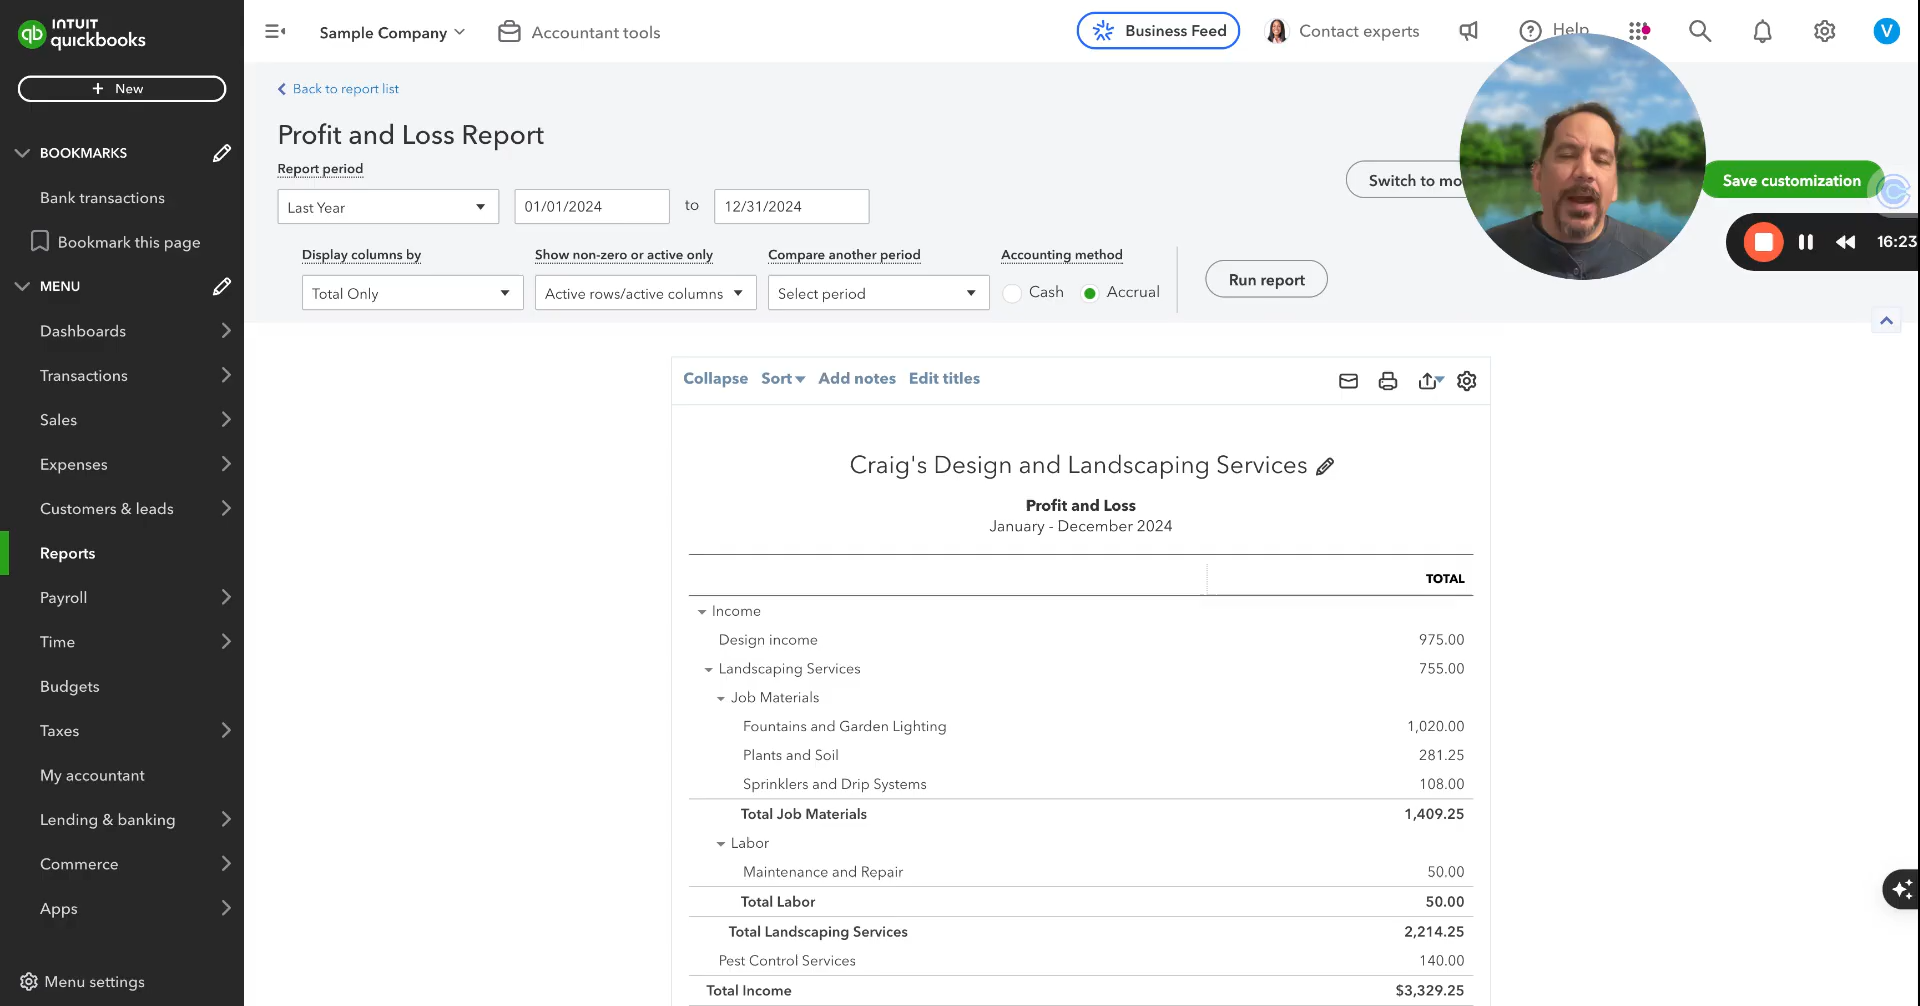 INTUIT
quickbooks
Sample Company
Accountant tools
Business Feed
Contact experts
Help
V
+ New
BOOKMARKS
Bank transactions
Bookmark this page
MENU
Dashboards
Transactions
Sales
Expenses
Customers & leads
Reports
Payroll
Time
Budgets
Taxes
My accountant
Lending & banking
Commerce
Apps
Menu settings
Back to report list
Profit and Loss Report
Report period
Last Year
01/01/2024
to
12/31/2024
Switch to mo
Save customization
16:23
Display columns by
Show non-zero or active only
Compare another period
Accounting method
Total Only
Active rows/active columns
Select period
Cash
Accrual
Run report
Collapse
Sort
Add notes
Edit titles
Craig's Design and Landscaping Services
Profit and Loss
January - December 2024
TOTAL
Income
Design income 975.00
Landscaping Services 755.00
Job Materials
Fountains and Garden Lighting 1,020.00
Plants and Soil 281.25
Sprinklers and Drip Systems 108.00
Total Job Materials 1,409.25
Labor
Maintenance and Repair 50.00
Total Labor 50.00
Total Landscaping Services 2,214.25
Pest Control Services 140.00
Total Income $3,329.25